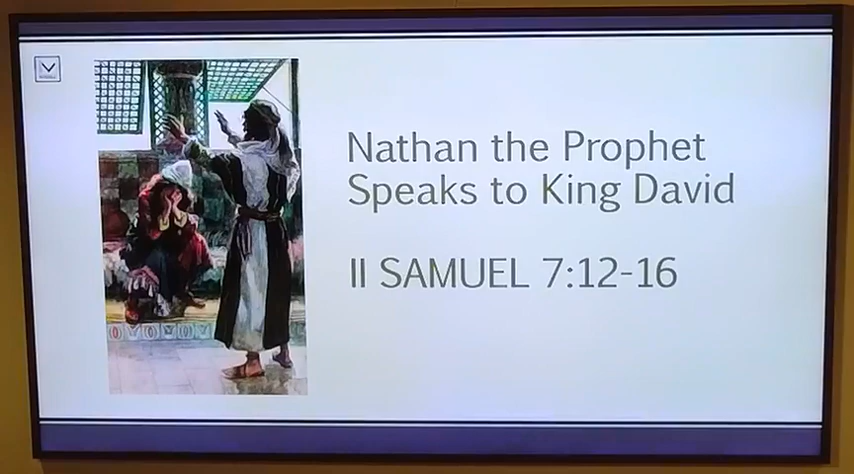 Nathan the Prophet
Speaks to King David
II SAMUEL 7:12-16